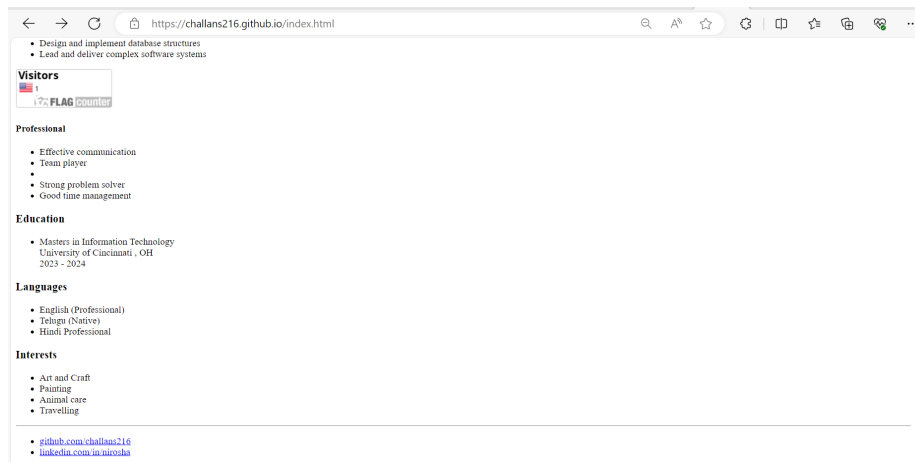 https://challans216.github.io/index.html
Design and implement database structures
Lead and deliver complex software systems
Visitors
1
FLAG counter
Professional
Effective communication
Team player
Strong problem solver
Good time management
Education
Masters in Information Technology
University of Cincinnati , OH
2023 - 2024
Languages
English (Professional)
Telugu (Native)
Hindi Professional
Interests
Art and Craft
Painting
Animal care
Travelling
github.com/challans216
linkedin.com/in/nirosha